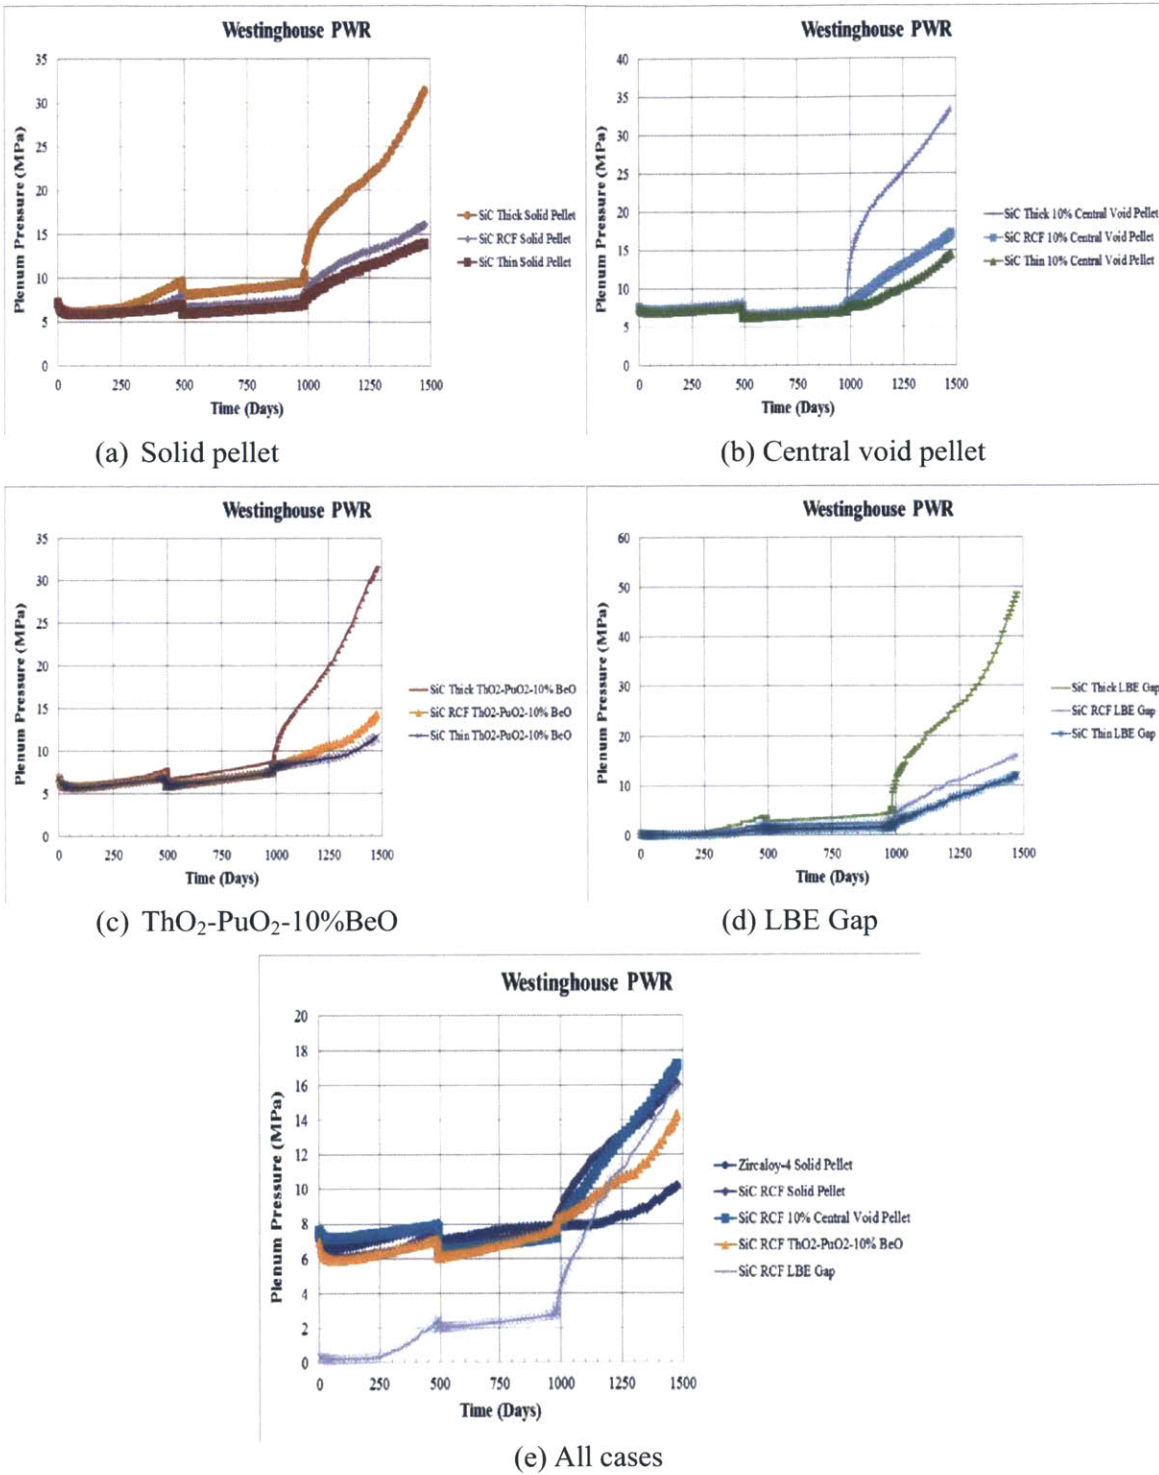 Westinghouse PWR
35
30
25
20
15
10
5
0
Plenum Pressure (MPa)
0 250 500 750 1000 1250 1500
Time (Days)
SiC Thick Solid Pellet
SiC RCF Solid Pellet
SiC Thin Solid Pellet
(a) Solid pellet
Westinghouse PWR
40
35
30
25
20
15
10
5
0
Plenum Pressure (MPa)
0 250 500 750 1000 1250 1500
Time (Days)
SiC Thick 10% Central Void Pellet
SiC RCF 10% Central Void Pellet
SiC Thin 10% Central Void Pellet
(b) Central void pellet
Westinghouse PWR
35
30
25
20
15
10
5
0
Plenum Pressure (MPa)
0 250 500 750 1000 1250 1500
Time (Days)
SiC Thick ThO2-PuO2-10% BeO
SiC RCF ThO2-PuO2-10% BeO
SiC Thin ThO2-PuO2-10% BeO
(c) ThO₂-PuO₂-10%BeO
Westinghouse PWR
60
50
40
30
20
10
0
Plenum Pressure (MPa)
0 250 500 750 1000 1250 1500
Time (Days)
SiC Thick LBE Gap
SiC RCF LBE Gap
SiC Thin LBE Gap
(d) LBE Gap
Westinghouse PWR
20
18
16
14
12
10
8
6
4
2
0
Plenum Pressure (MPa)
0 250 500 750 1000 1250 1500
Time (Days)
Zircaloy-4 Solid Pellet
SiC RCF Solid Pellet
SiC RCF 10% Central Void Pellet
SiC RCF ThO2-PuO2-10% BeO
SiC RCF LBE Gap
(e) All cases